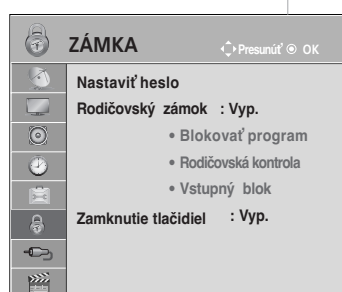 ZÁMKA Presunúť OK
Nastaviť heslo
Rodičovský zámok : Vyp.
• Blokovať program
• Rodičovská kontrola
• Vstupný blok
Zamknutie tlačidiel : Vyp.